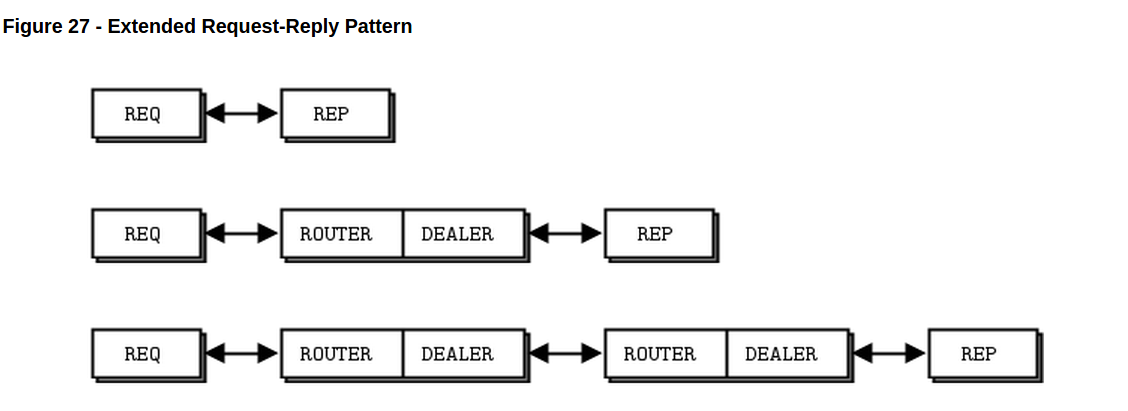 Figure 27 - Extended Request-Reply Pattern
REQ REP
REQ ROUTER DEALER REP
REQ ROUTER DEALER ROUTER DEALER REP